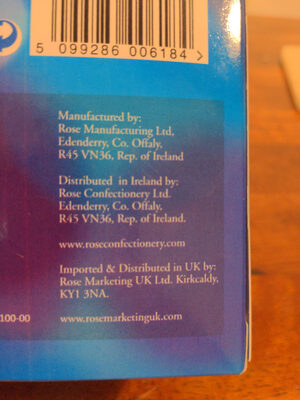 5 099286 006184 >
Manufactured by:
Rose Manufacturing Ltd,
Edenderry, Co. Offaly,
R45 VN36, Rep. of Ireland
Distributed in Ireland by:
Rose Confectionery Ltd.
Edenderry, Co. Offaly,
R45 VN36, Rep. of Ireland.
www.roseconfectionery.com
Imported & Distributed in UK by:
Rose Marketing UK Ltd. Kirkcaldy,
KY1 3NA.
100-00
www.rosemarketinguk.com